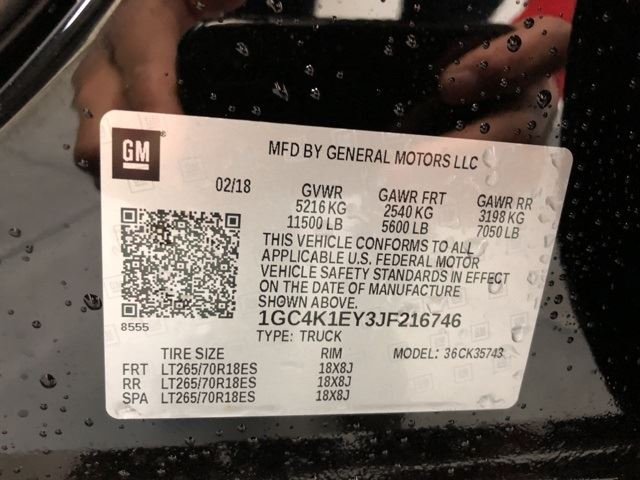 GM ®
MFD BY GENERAL MOTORS LLC
02/18
GVWR GAWR FRT GAWR RR
5216 KG 2540 KG 3198 KG
11500 LB 5600 LB 7050 LB
THIS VEHICLE CONFORMS TO ALL
APPLICABLE U.S. FEDERAL MOTOR
VEHICLE SAFETY STANDARDS IN EFFECT
ON THE DATE OF MANUFACTURE
SHOWN ABOVE.
8555
1GC4K1EY3JF216746
TYPE: TRUCK
TIRE SIZE RIM MODEL: 36CK35743
FRT LT265/70R18ES 18X8J
RR LT265/70R18ES 18X8J
SPA LT265/70R18ES 18X8J